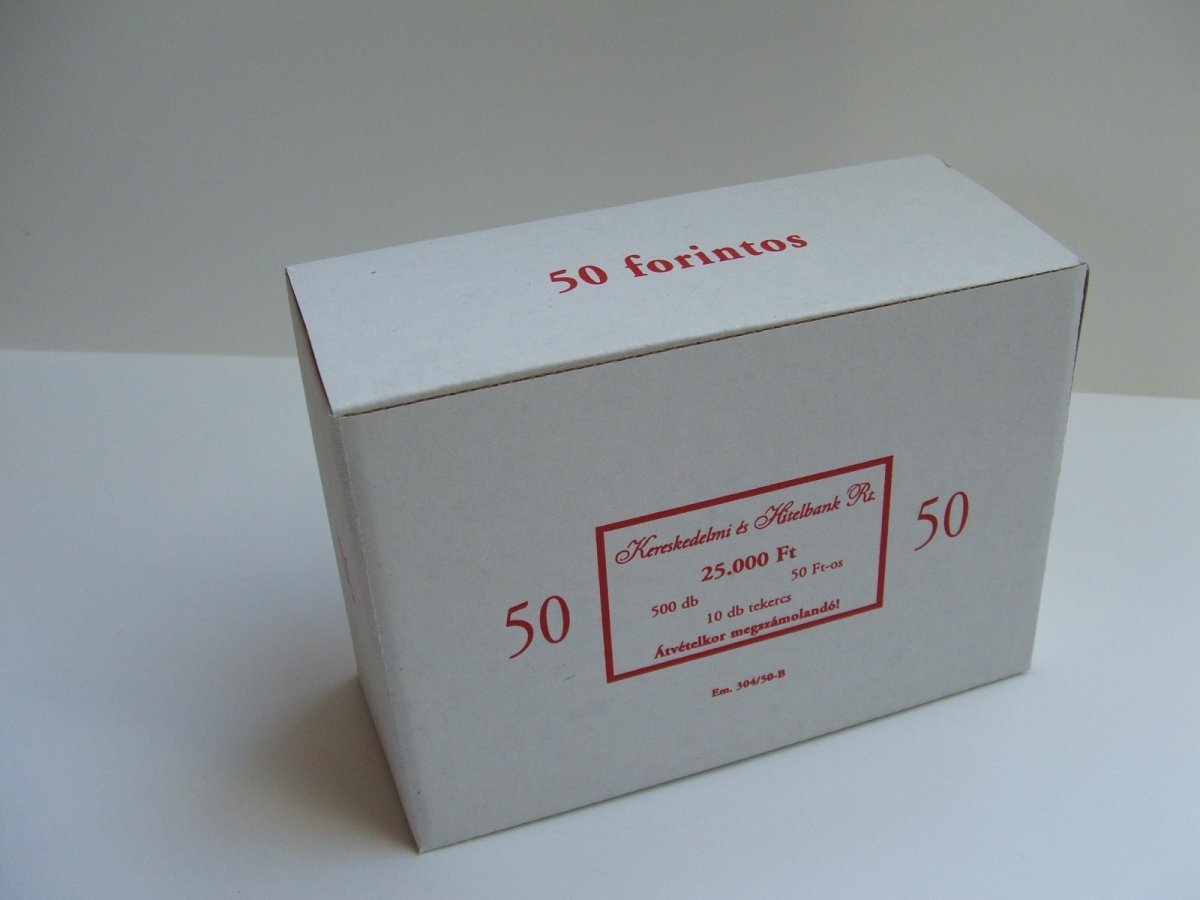 50 forintos
Kereskedelmi és Hitelbank Rt.
25.000 Ft
500 db 50 Ft-os
10 db tekercs
Átvételkor megszámolandó!
50
50
Em. 304/50-B